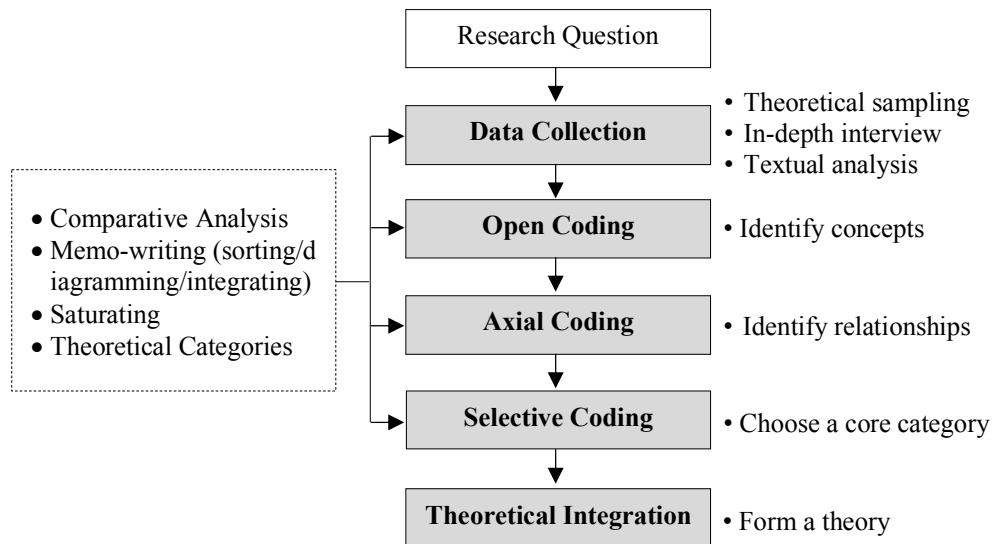 Research Question
Data Collection
• Theoretical sampling
• In-depth interview
• Textual analysis
• Comparative Analysis
• Memo-writing (sorting/d
iagramming/integrating)
• Saturating
• Theoretical Categories
Open Coding
• Identify concepts
Axial Coding
• Identify relationships
Selective Coding
• Choose a core category
Theoretical Integration
• Form a theory